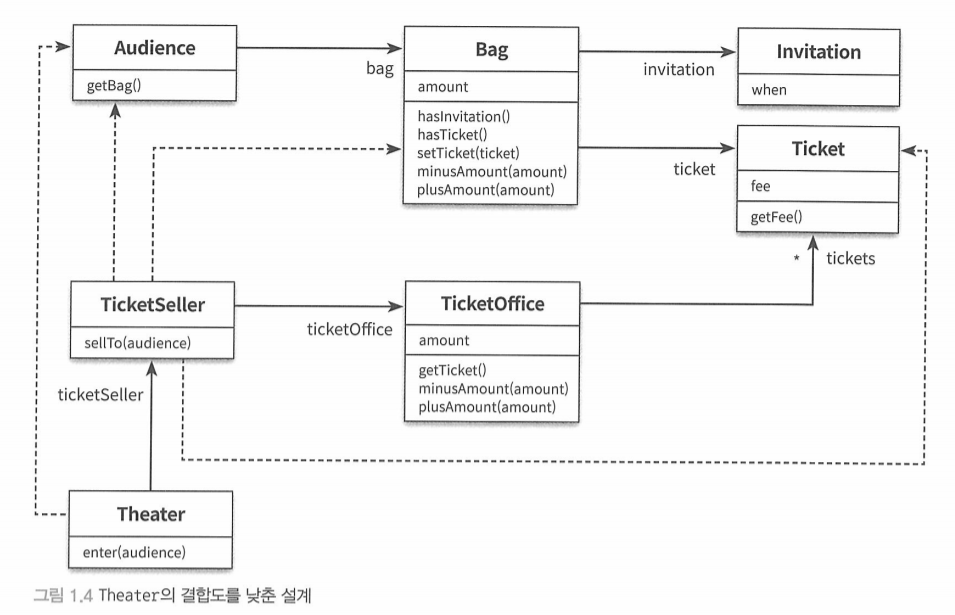 Audience
getBag()
bag
Bag
amount
hasInvitation()
hasTicket()
setTicket(ticket)
minusAmount(amount)
plusAmount(amount)
invitation
Invitation
when
ticket
Ticket
fee
getFee()
* tickets
TicketSeller
sellTo(audience)
ticketOffice
TicketOffice
amount
getTicket()
minusAmount(amount)
plusAmount(amount)
ticketSeller
Theater
enter(audience)
그림 1.4 Theater의 결합도를 낮춘 설계